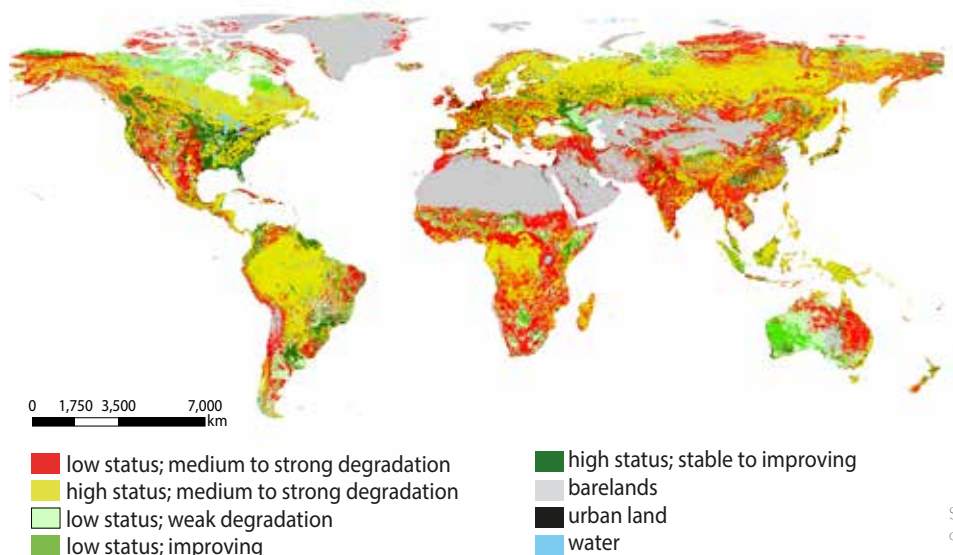 0 1,750 3,500 7,000
km
low status; medium to strong degradation
high status; medium to strong degradation
low status; weak degradation
low status; improving
high status; stable to improving
barelands
urban land
water